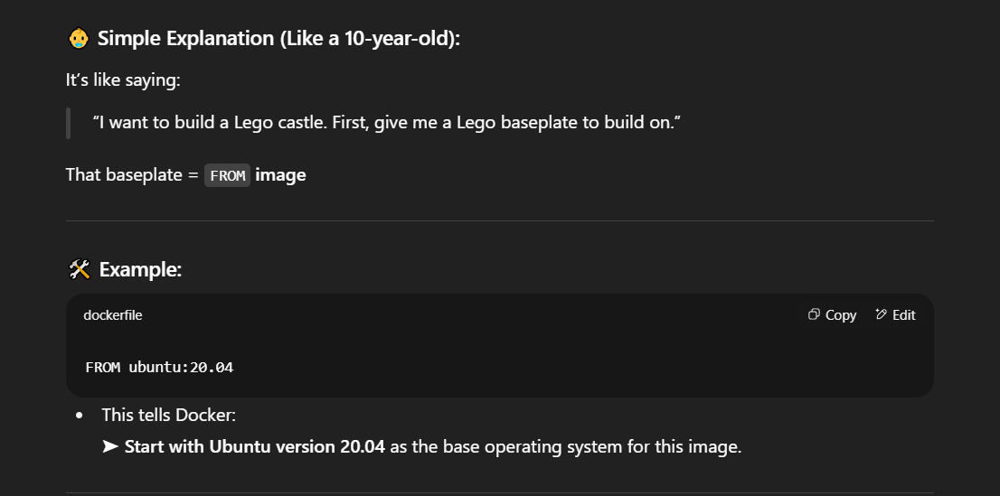 👶 Simple Explanation (Like a 10-year-old):
It’s like saying:
“I want to build a Lego castle. First, give me a Lego baseplate to build on.”
That baseplate = FROM image
🛠 Example:
dockerfile Copy Edit
FROM ubuntu:20.04
• This tells Docker:
➤ Start with Ubuntu version 20.04 as the base operating system for this image.